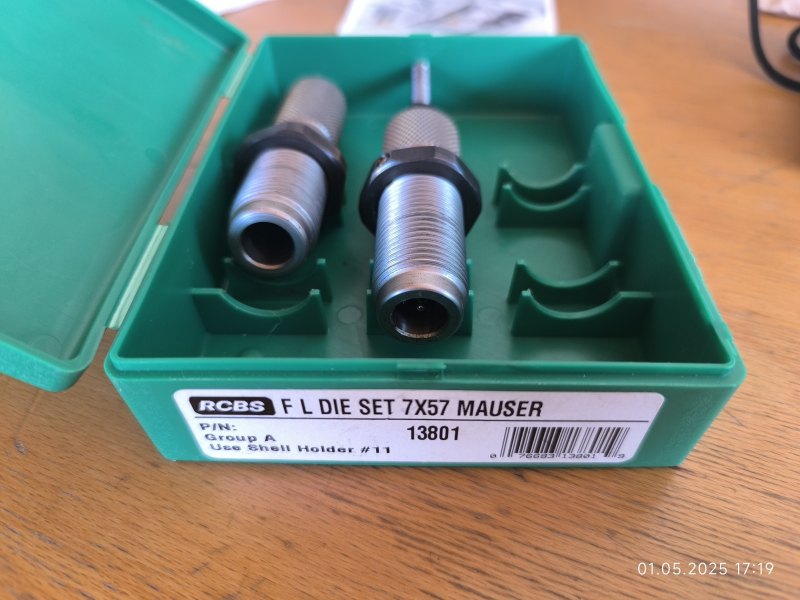 RCBS F L DIE SET 7X57 MAUSER
P/N: 13801
Group A
Use Shell Holder #11
0 76683 13801 9
01.05.2025 17:19